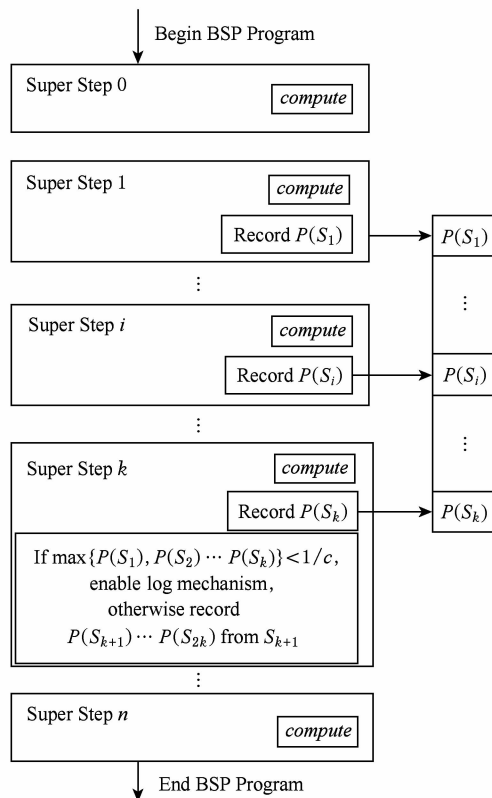 Begin BSP Program
Super Step 0
compute
Super Step 1
compute
Record P(S₁)
P(S₁)
⋮
Super Step i
⋮
compute
Record P(Sᵢ)
P(Sᵢ)
⋮
Super Step k
⋮
compute
Record P(Sₖ)
P(Sₖ)
If max{P(S₁), P(S₂) ⋯ P(Sₖ)} < 1/c,
enable log mechanism,
otherwise record
P(Sₖ₊₁) ⋯ P(S₂ₖ) from Sₖ₊₁
⋮
Super Step n
compute
End BSP Program